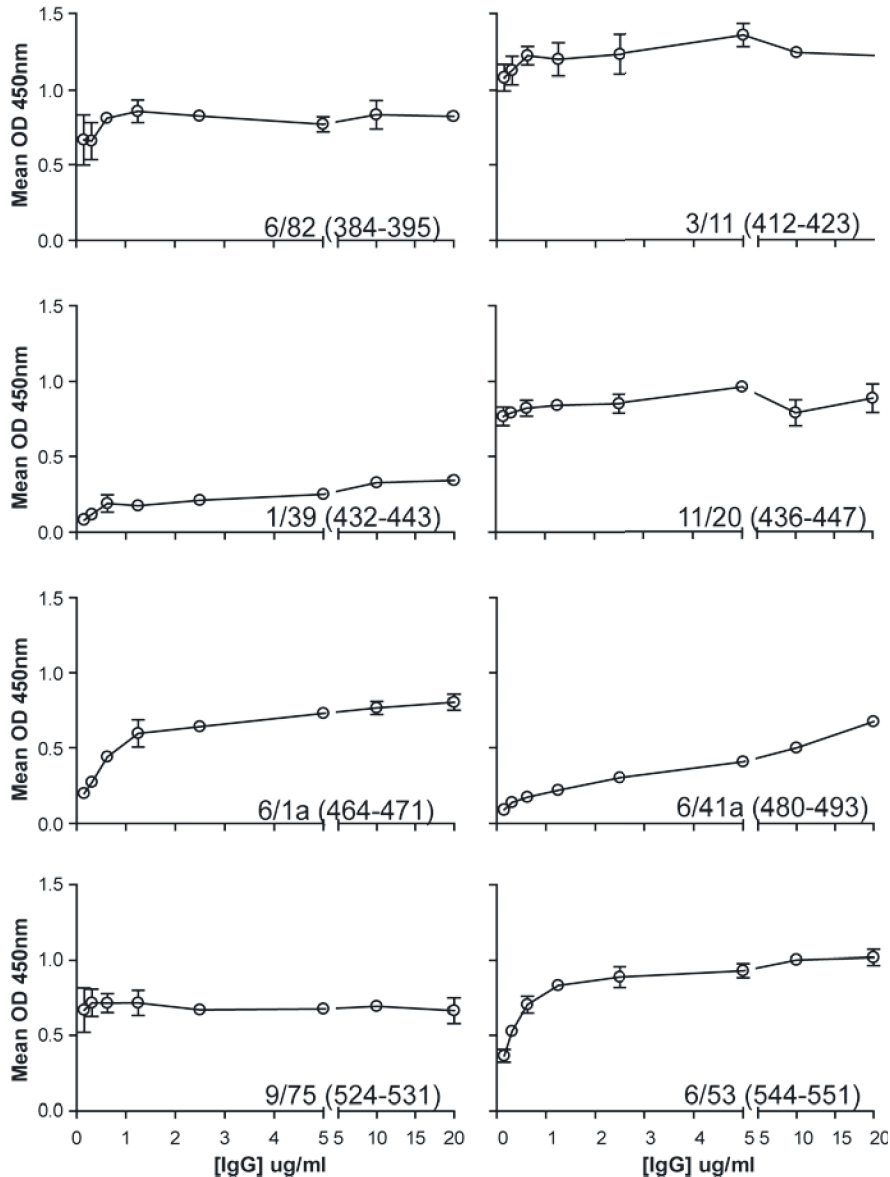 1.5
1.0
0.5
0.0
Mean OD 450nm
6/82 (384-395)
3/11 (412-423)
1.5
1.0
0.5
0.0
Mean OD 450nm
1/39 (432-443)
11/20 (436-447)
1.5
1.0
0.5
0.0
Mean OD 450nm
6/1a (464-471)
6/41a (480-493)
1.5
1.0
0.5
0.0
Mean OD 450nm
9/75 (524-531)
6/53 (544-551)
0 1 2 3 4 5 5 10 15 20
0 1 2 3 4 5 5 10 15 20
[IgG] ug/ml
[IgG] ug/ml